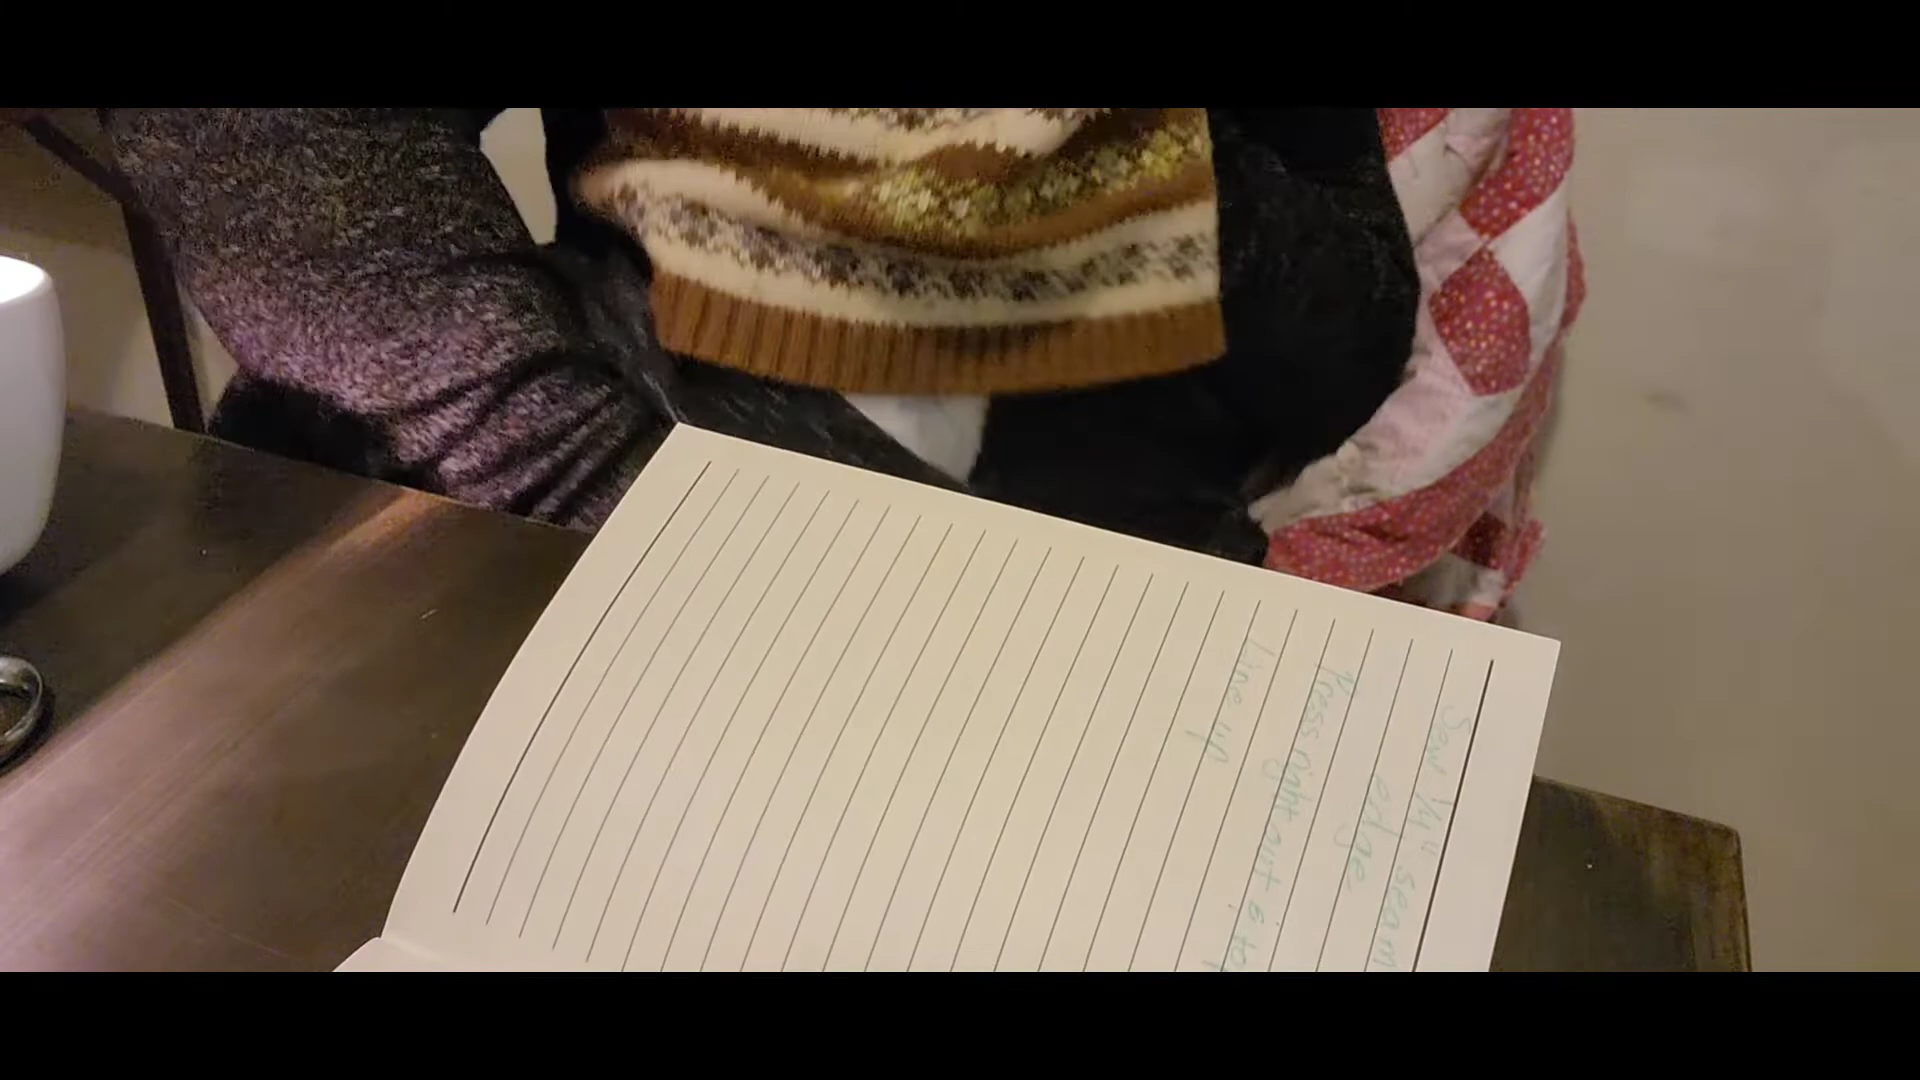 Sew 1/4" seam
edge
Press right out & to
Line up